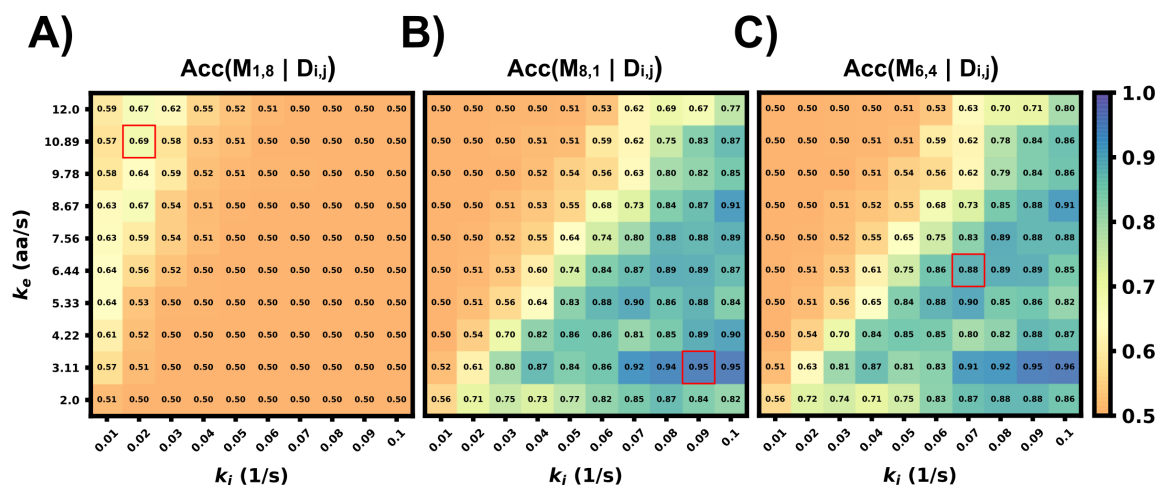 A) B) C)
Acc(M1,8 | Di,j) Acc(M8,1 | Di,j) Acc(M6,4 | Di,j)
12.0 0.59 0.67 0.62 0.55 0.52 0.51 0.50 0.50 0.50 0.50 0.50 0.50 0.50 0.50 0.51 0.53 0.62 0.69 0.67 0.77 0.50 0.50 0.50 0.50 0.51 0.53 0.63 0.70 0.71 0.80 1.0
10.89 0.57 0.69 0.58 0.53 0.51 0.50 0.50 0.50 0.50 0.50 0.50 0.50 0.50 0.51 0.51 0.59 0.62 0.75 0.83 0.87 0.50 0.50 0.50 0.51 0.51 0.59 0.62 0.78 0.84 0.86
9.78 0.58 0.64 0.59 0.52 0.51 0.50 0.50 0.50 0.50 0.50 0.50 0.50 0.50 0.52 0.54 0.56 0.63 0.80 0.82 0.85 0.50 0.50 0.50 0.52 0.56 0.57 0.62 0.79 0.84 0.86 0.9
8.67 0.63 0.67 0.54 0.51 0.50 0.50 0.50 0.50 0.50 0.50 0.50 0.50 0.51 0.53 0.55 0.68 0.73 0.84 0.87 0.91 0.50 0.50 0.51 0.52 0.55 0.68 0.73 0.85 0.88 0.91
7.56 0.63 0.59 0.54 0.51 0.50 0.50 0.50 0.50 0.50 0.50 0.50 0.50 0.52 0.55 0.64 0.74 0.80 0.88 0.88 0.89 0.50 0.50 0.52 0.55 0.65 0.75 0.83 0.89 0.88 0.88 0.8
6.44 0.64 0.56 0.52 0.50 0.50 0.50 0.50 0.50 0.50 0.50 0.50 0.51 0.53 0.60 0.74 0.84 0.87 0.89 0.89 0.87 0.50 0.51 0.53 0.61 0.75 0.86 0.88 0.89 0.89 0.85
5.33 0.64 0.53 0.50 0.50 0.50 0.50 0.50 0.50 0.50 0.50 0.50 0.51 0.56 0.64 0.83 0.88 0.90 0.86 0.88 0.84 0.50 0.51 0.56 0.65 0.84 0.88 0.90 0.85 0.86 0.82 0.7
4.22 0.61 0.52 0.50 0.50 0.50 0.50 0.50 0.50 0.50 0.50 0.50 0.54 0.70 0.82 0.86 0.86 0.81 0.85 0.89 0.90 0.50 0.54 0.70 0.84 0.85 0.85 0.80 0.82 0.88 0.87
3.11 0.57 0.51 0.50 0.50 0.50 0.50 0.50 0.50 0.50 0.50 0.52 0.61 0.80 0.87 0.84 0.86 0.92 0.94 0.95 0.95 0.51 0.63 0.81 0.87 0.81 0.83 0.91 0.92 0.95 0.96 0.6
2.0 0.51 0.50 0.50 0.50 0.50 0.50 0.50 0.50 0.50 0.50 0.56 0.71 0.75 0.73 0.77 0.82 0.85 0.87 0.84 0.82 0.56 0.72 0.74 0.71 0.76 0.83 0.87 0.88 0.88 0.86 0.5
ke (aa/s)
0.01 0.02 0.03 0.04 0.05 0.06 0.07 0.08 0.09 0.1 0.01 0.02 0.03 0.04 0.05 0.06 0.07 0.08 0.09 0.1 0.01 0.02 0.03 0.04 0.05 0.06 0.07 0.08 0.09 0.1
ki (1/s) ki (1/s) ki (1/s)